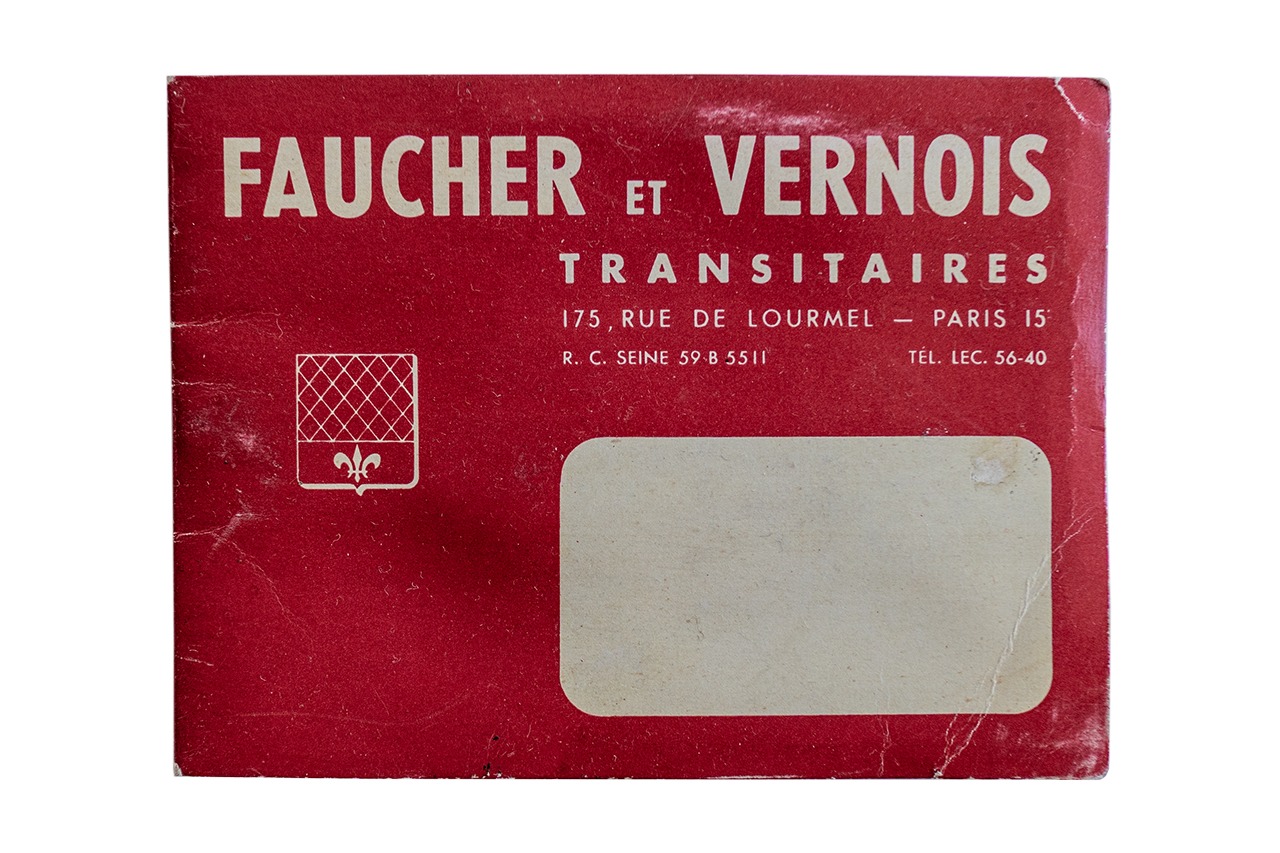 FAUCHER ET VERNOIS
TRANSITAIRES
175, RUE DE LOURMEL — PARIS 15ᵉ
R. C. SEINE 59 B 5511 TÉL. LEC. 56-40